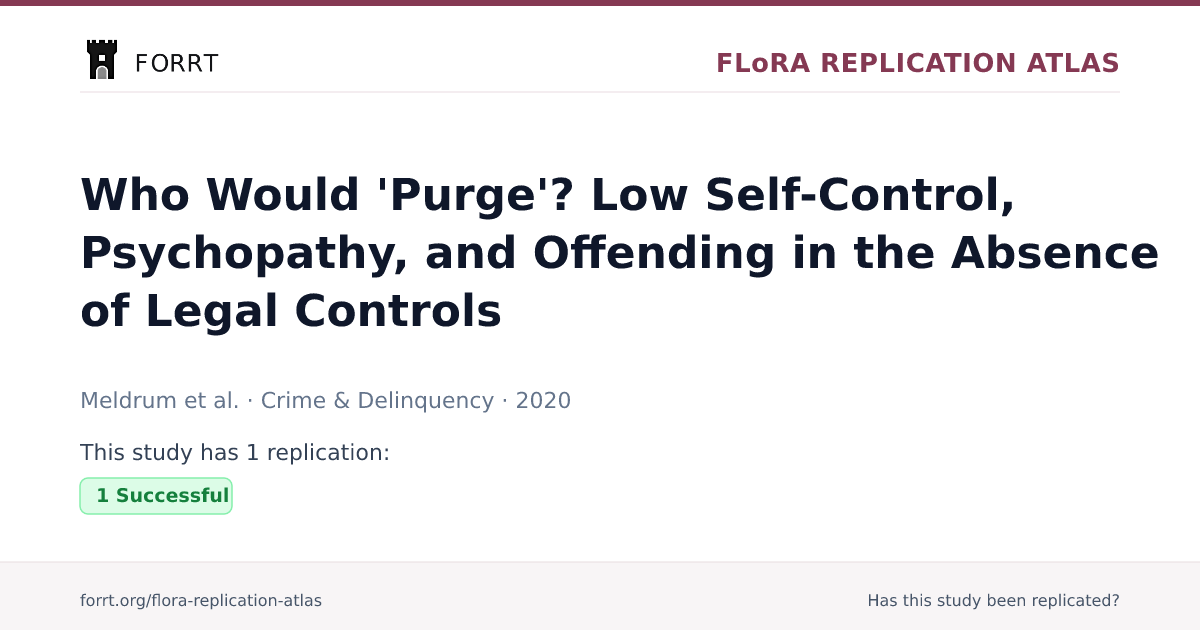 FORRT
FLoRA REPLICATION ATLAS
Who Would 'Purge'? Low Self-Control,
Psychopathy, and Offending in the Absence
of Legal Controls
Meldrum et al. · Crime & Delinquency · 2020
This study has 1 replication:
1 Successful
forrt.org/flora-replication-atlas
Has this study been replicated?